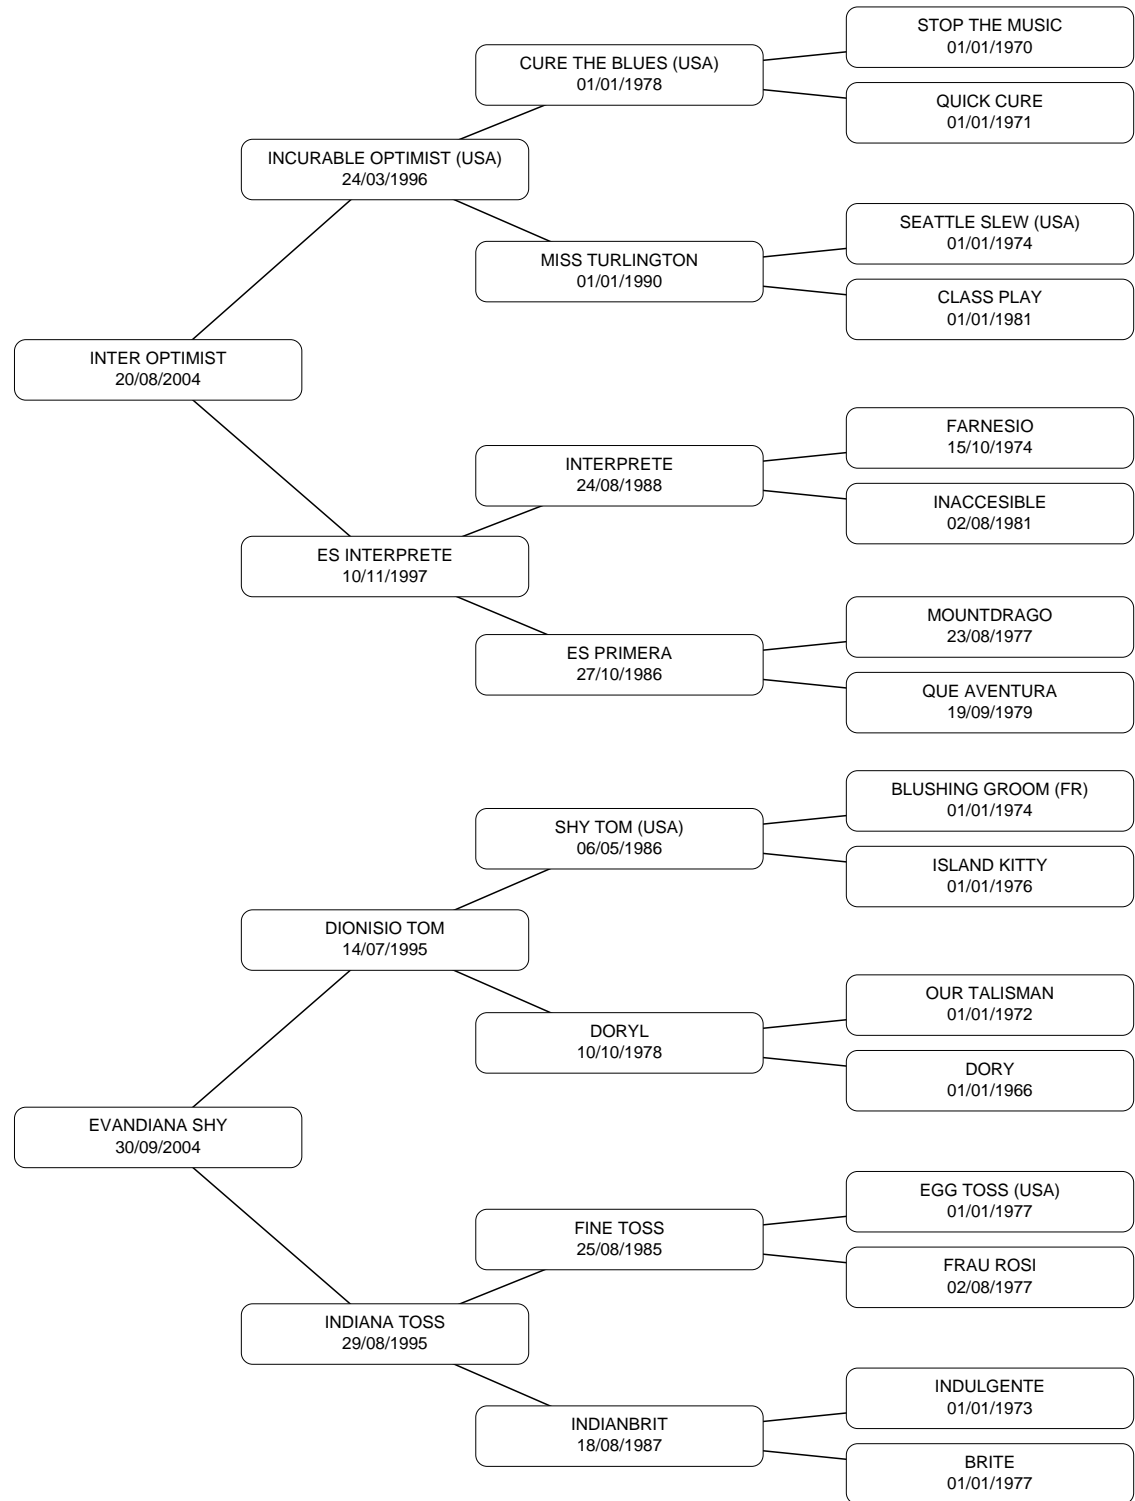 STOP THE MUSIC
01/01/1970
CURE THE BLUES (USA)
01/01/1978
QUICK CURE
01/01/1971
INCURABLE OPTIMIST (USA)
24/03/1996
SEATTLE SLEW (USA)
01/01/1974
MISS TURLINGTON
01/01/1990
CLASS PLAY
01/01/1981
INTER OPTIMIST
20/08/2004
FARNESIO
15/10/1974
INTERPRETE
24/08/1988
INACCESIBLE
02/08/1981
ES INTERPRETE
10/11/1997
MOUNTDRAGO
23/08/1977
ES PRIMERA
27/10/1986
QUE AVENTURA
19/09/1979
BLUSHING GROOM (FR)
01/01/1974
SHY TOM (USA)
06/05/1986
ISLAND KITTY
01/01/1976
DIONISIO TOM
14/07/1995
OUR TALISMAN
01/01/1972
DORYL
10/10/1978
DORY
01/01/1966
EVANDIANA SHY
30/09/2004
EGG TOSS (USA)
01/01/1977
FINE TOSS
25/08/1985
FRAU ROSI
02/08/1977
INDIANA TOSS
29/08/1995
INDULGENTE
01/01/1973
INDIANBRIT
18/08/1987
BRITE
01/01/1977